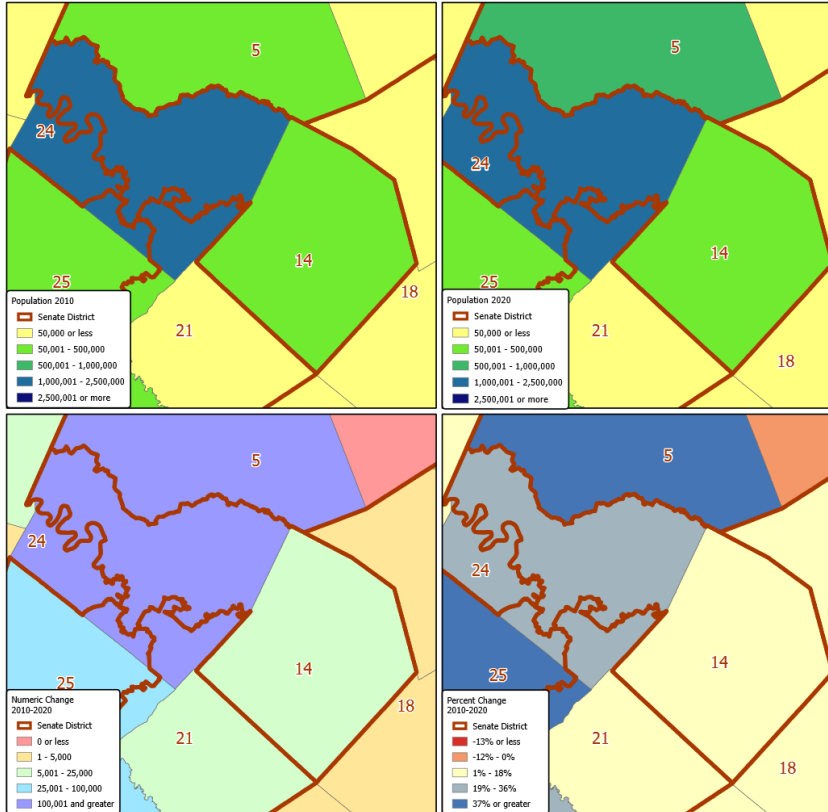 5
24
14
25
18
21
Population 2010
Senate District
50,000 or less
50,001 - 500,000
500,001 - 1,000,000
1,000,001 - 2,500,000
2,500,001 or more
5
24
14
25
18
Population 2020
Senate District
50,000 or less
50,001 - 500,000
500,001 - 1,000,000
1,000,001 - 2,500,000
2,500,001 or more
21
5
24
14
25
18
21
Numeric Change
2010-2020
Senate District
0 or less
1 - 5,000
5,001 - 25,000
25,001 - 100,000
100,001 and greater
5
24
14
25
21
18
Percent Change
2010-2020
Senate District
-13% or less
-12% - 0%
1% - 18%
19% - 36%
37% or greater